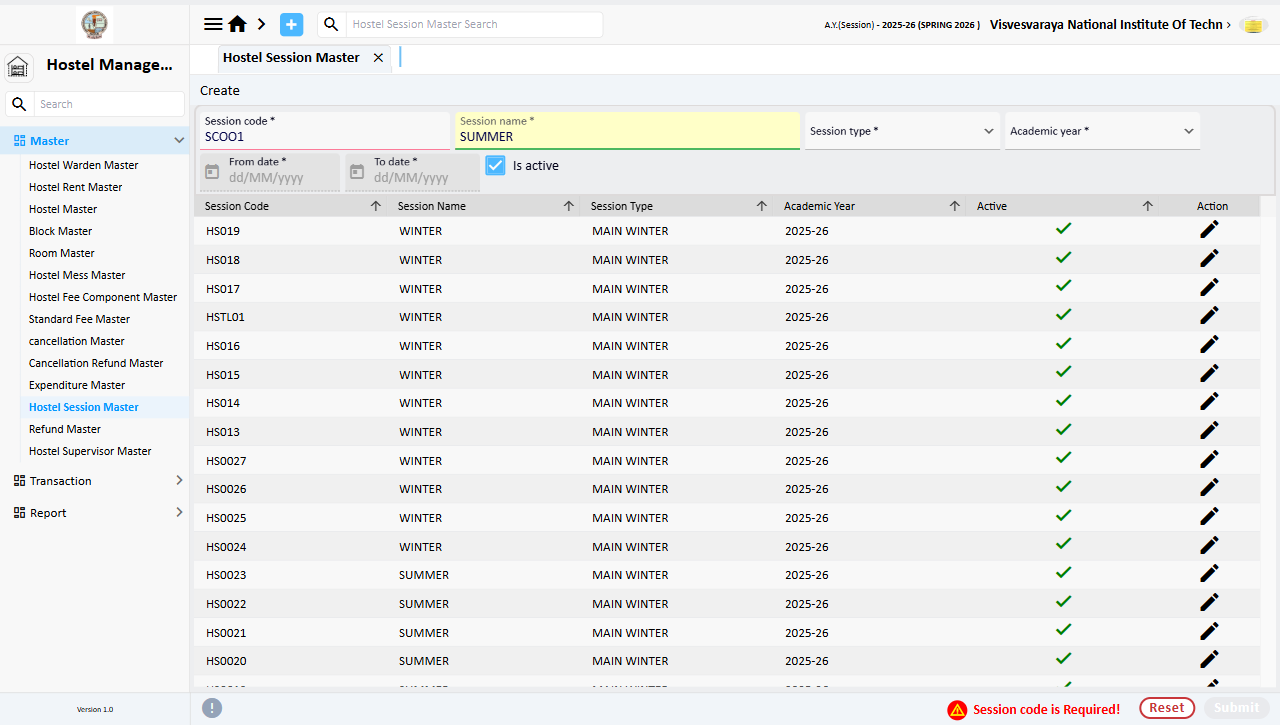 A.Y.(Session) - 2025-26 (SPRING 2026 ) Visvesvaraya National Institute Of Techn
Hostel Session Master Search
Hostel Manage...
Search
Master
Hostel Warden Master
Hostel Rent Master
Hostel Master
Block Master
Room Master
Hostel Mess Master
Hostel Fee Component Master
Standard Fee Master
cancellation Master
Cancellation Refund Master
Expenditure Master
Hostel Session Master
Refund Master
Hostel Supervisor Master
Transaction
Report
Version 1.0
Hostel Session Master
Create
Session code * Session name * Session type * Academic year *
SCOO1 SUMMER
From date * To date * Is active
dd/MM/yyyy dd/MM/yyyy
Session Code Session Name Session Type Academic Year Active Action
HS019 WINTER MAIN WINTER 2025-26
HS018 WINTER MAIN WINTER 2025-26
HS017 WINTER MAIN WINTER 2025-26
HSTL01 WINTER MAIN WINTER 2025-26
HS016 WINTER MAIN WINTER 2025-26
HS015 WINTER MAIN WINTER 2025-26
HS014 WINTER MAIN WINTER 2025-26
HS013 WINTER MAIN WINTER 2025-26
HS0027 WINTER MAIN WINTER 2025-26
HS0026 WINTER MAIN WINTER 2025-26
HS0025 WINTER MAIN WINTER 2025-26
HS0024 WINTER MAIN WINTER 2025-26
HS0023 SUMMER MAIN WINTER 2025-26
HS0022 SUMMER MAIN WINTER 2025-26
HS0021 SUMMER MAIN WINTER 2025-26
HS0020 SUMMER MAIN WINTER 2025-26
Session code is Required! Reset Submit